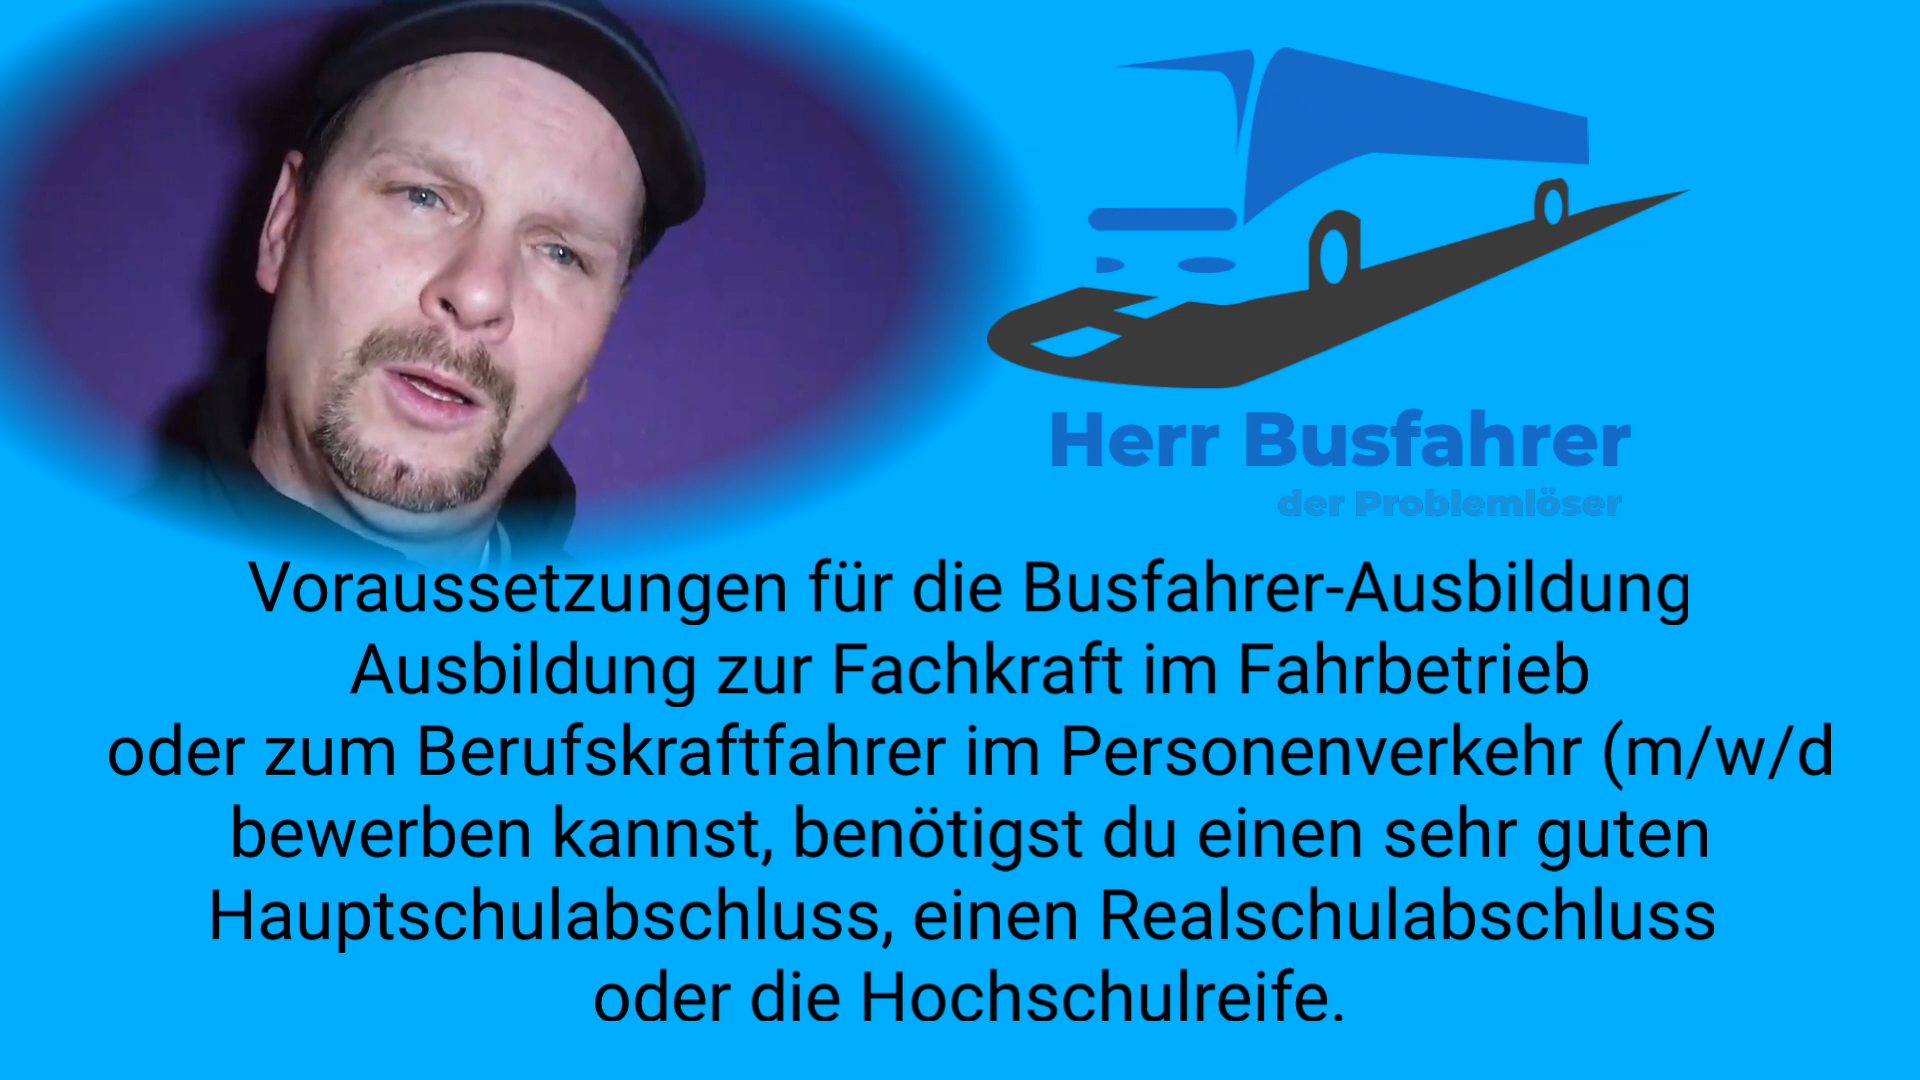 Herr Busfahrer
der Problemlöser
Voraussetzungen für die Busfahrer-Ausbildung
Ausbildung zur Fachkraft im Fahrbetrieb
oder zum Berufskraftfahrer im Personenverkehr (m/w/d
bewerben kannst, benötigst du einen sehr guten
Hauptschulabschluss, einen Realschulabschluss
oder die Hochschulreife.